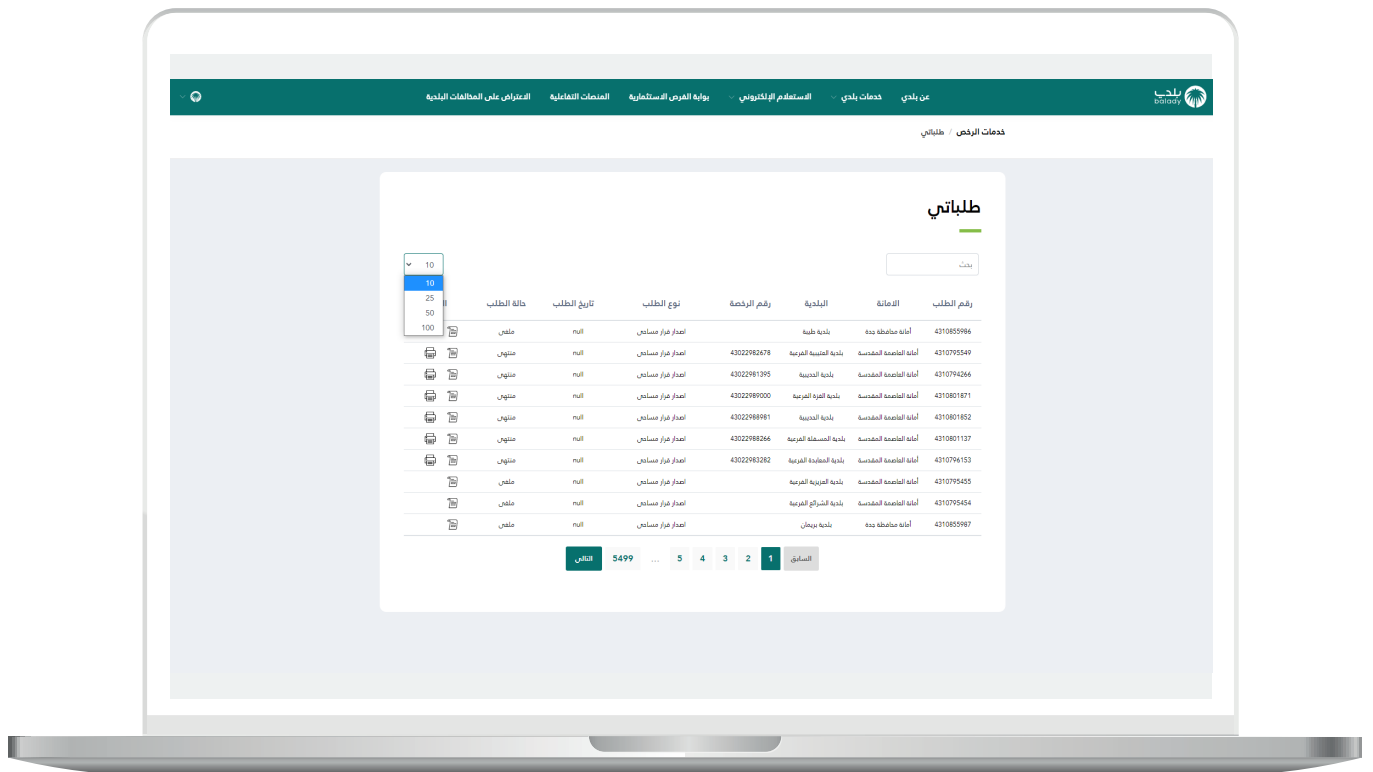 بلدي
balady
عن بلدي خدمات بلدي الاستعلام الإلكتروني بوابة الفرص الاستثمارية المنصات التفاعلية الاعتراض على المخالفات البلدية
خدمات الرخص / طلباتي
طلباتي
بحث 10
10
25
50
100
رقم الطلب الامانة البلدية رقم الرخصة نوع الطلب تاريخ الطلب حالة الطلب
4310855986 أمانة محافظة جدة بلدية طيبة اصدار قرار مساحي null ملغي
4310795549 أمانة العاصمة المقدسة بلدية العتيبية الفرعية 43022982678 اصدار قرار مساحي null منتهي
4310794266 أمانة العاصمة المقدسة بلدية الحديبية 43022981395 اصدار قرار مساحي null منتهي
4310801871 أمانة العاصمة المقدسة بلدية الغزة الفرعية 43022989000 اصدار قرار مساحي null منتهي
4310801852 أمانة العاصمة المقدسة بلدية الحديبية 43022988981 اصدار قرار مساحي null منتهي
4310801137 أمانة العاصمة المقدسة بلدية المسفلة الفرعية 43022988266 اصدار قرار مساحي null منتهي
4310796153 أمانة العاصمة المقدسة بلدية المعابدة الفرعية 43022983282 اصدار قرار مساحي null منتهي
4310795455 أمانة العاصمة المقدسة بلدية العزيزية الفرعية اصدار قرار مساحي null ملغي
4310795454 أمانة العاصمة المقدسة بلدية الشرائع الفرعية اصدار قرار مساحي null ملغي
4310855987 أمانة محافظة جدة بلدية بريمان اصدار قرار مساحي null ملغي
السابق 1 2 3 4 5 ... 5499 التالي